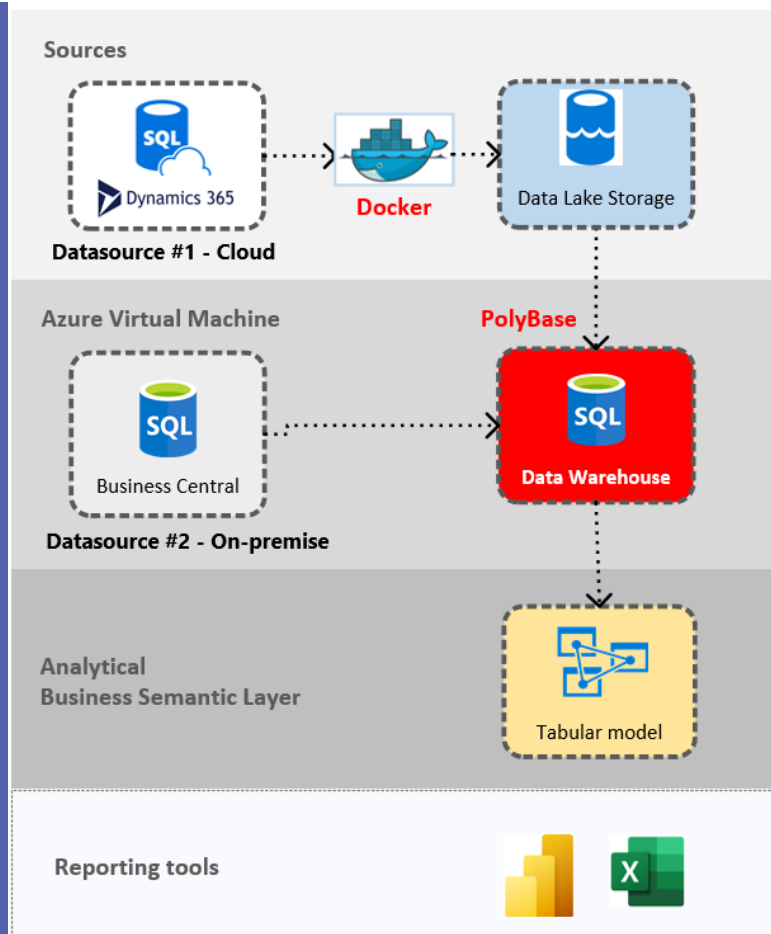 Sources
SQL
Dynamics 365
Docker
Data Lake Storage
Datasource #1 - Cloud
Azure Virtual Machine
PolyBase
SQL
Business Central
SQL
Data Warehouse
Datasource #2 - On-premise
Analytical
Business Semantic Layer
Tabular model
Reporting tools
X